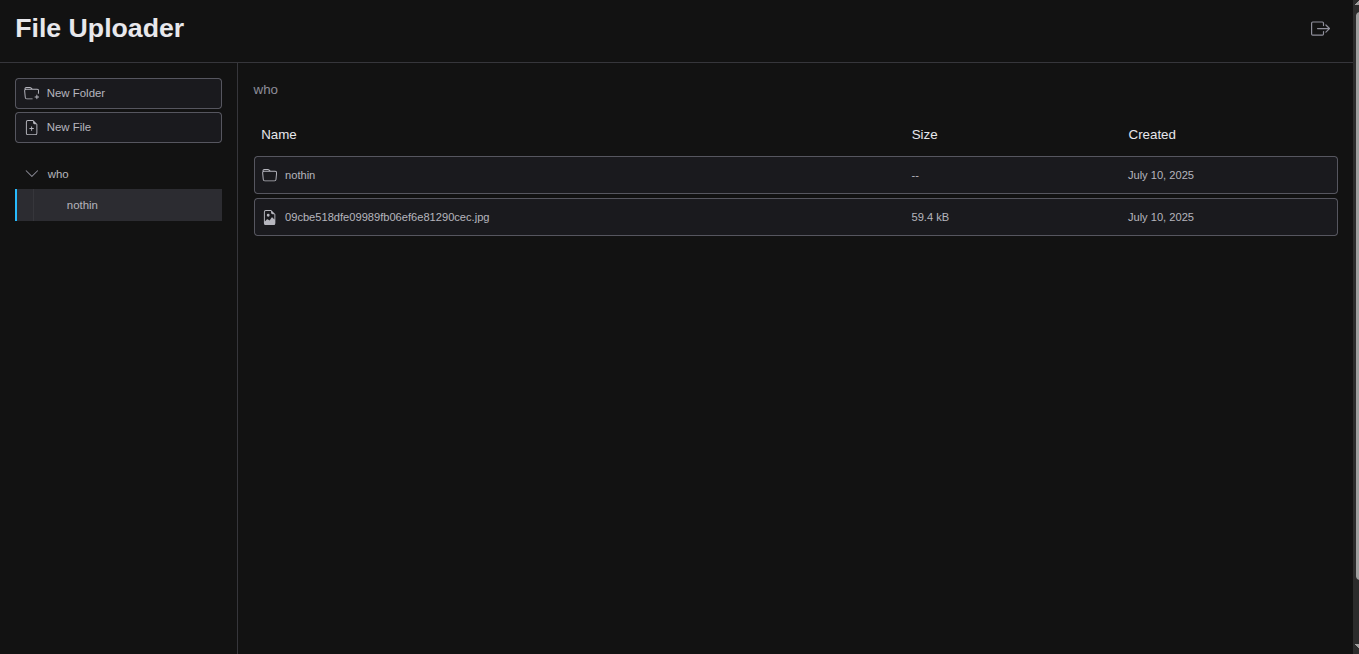 File Uploader
New Folder
New File
who
nothin
who
Name Size Created
nothin -- July 10, 2025
09cbe518dfe09989fb06ef6e81290cec.jpg 59.4 kB July 10, 2025